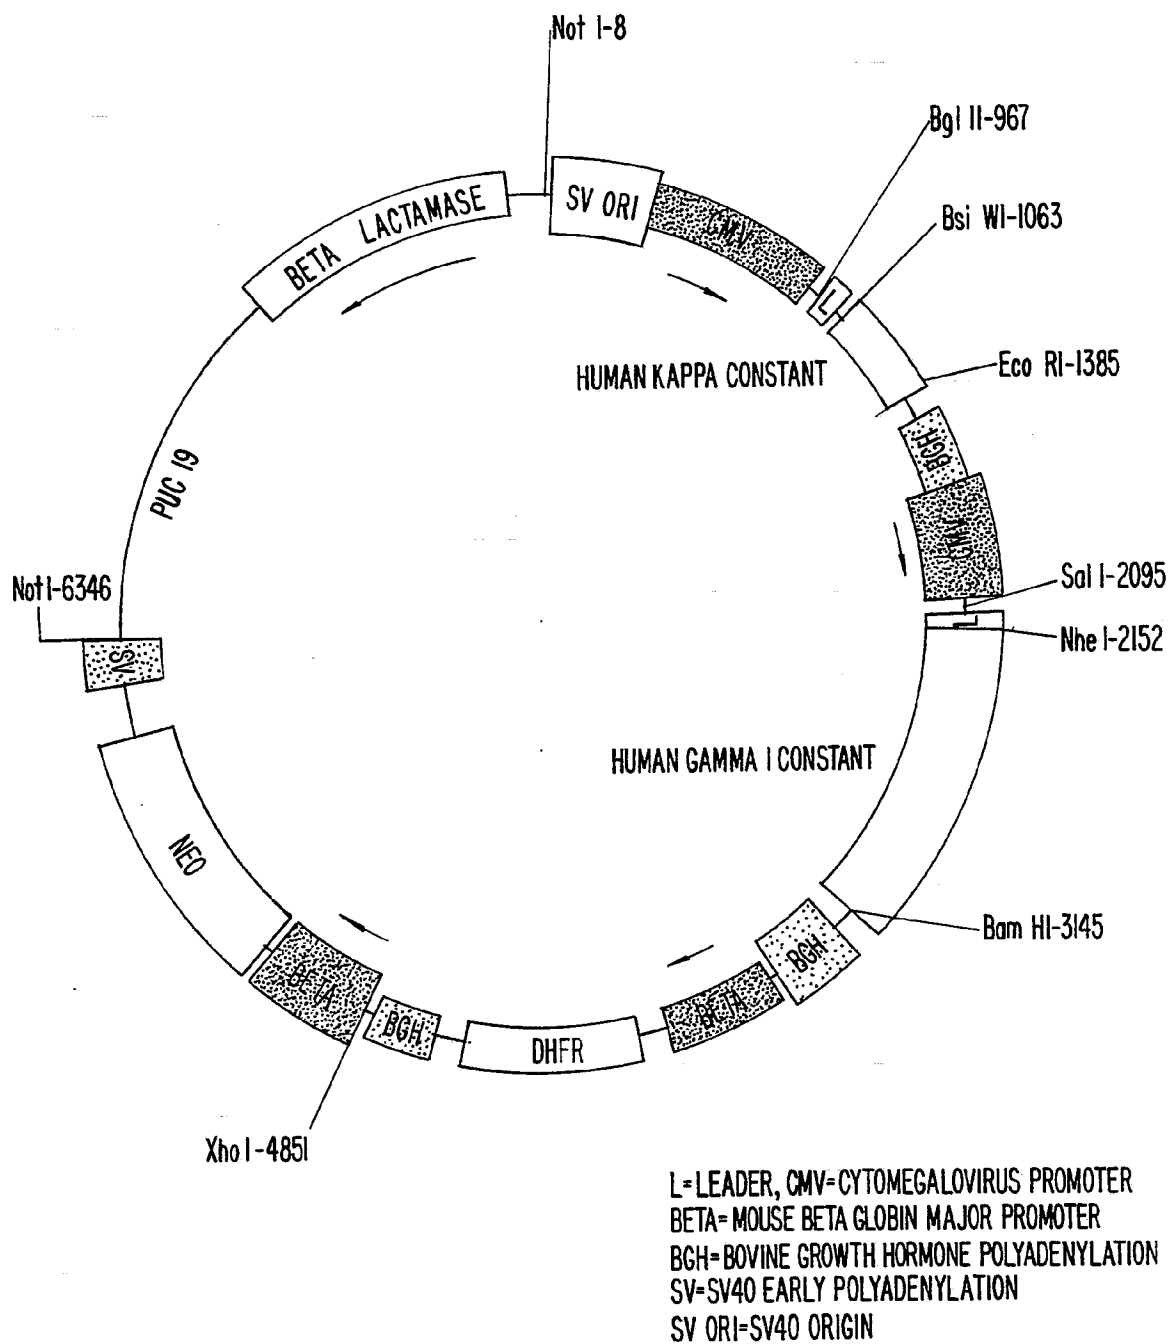 Not I-8
Bgl II-967
SV ORI
BETA LACTAMASE
CMV
Bsi WI-1063
L
Eco RI-1385
HUMAN KAPPA CONSTANT
BGH
PUC 19
CMV
Sal I-2095
Not I-6346
L
Nhe I-2152
SV
HUMAN GAMMA I CONSTANT
NEO
Bam HI-3145
BGH
BETA
BETA
BGH
DHFR
Xho I-4851
L=LEADER, CMV=CYTOMEGALOVIRUS PROMOTER
BETA=MOUSE BETA GLOBIN MAJOR PROMOTER
BGH=BOVINE GROWTH HORMONE POLYADENYLATION
SV=SV40 EARLY POLYADENYLATION
SV ORI=SV40 ORIGIN